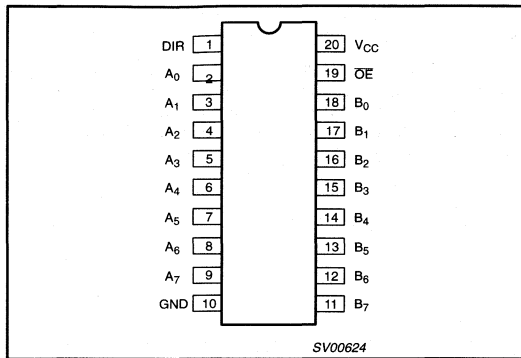 DIR 1 20 VCC
A0 2 19 O̅E̅
A1 3 18 B0
A2 4 17 B1
A3 5 16 B2
A4 6 15 B3
A5 7 14 B4
A6 8 13 B5
A7 9 12 B6
GND 10 11 B7
SV00624